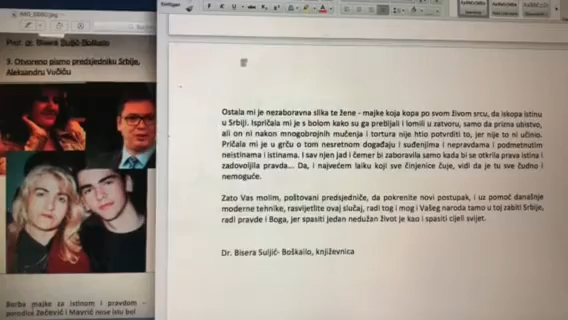 IMG_E6662.jpg
Zalijepi
B I U
Prof. dr. Bisera Suljić-Boškailo
9. Otvoreno pismo predsjedniku Srbije,
Aleksandru Vučiću
Borba majke za istinom i pravdom –
porodice Zečević i Mavrić nose istu bol
Ostala mi je nezaboravna slika te žene - majke koja kopa po svom živom srcu, da iskopa istinu
u Srbiji. Ispričala mi je s bolom kako su ga prebijali i lomili u zatvoru, samo da prizna ubistvo,
ali on ni nakon mnogobrojnih mučenja i tortura nije htio potvrditi to, jer nije to ni učinio.
Pričala mi je u grču o tom nesretnom događaju i suđenjima i nepravdama i podmetnutim
neistinama i istinama. I sav njen jad i čemer bi zaboravila samo kada bi se otkrila prava istina i
zadovoljila pravda... Da, i najvećem laiku koji sve činjenice čuje, vidi da je tu sve čudno i
nemoguće.
Zato Vas molim, poštovani predsjedniče, da pokrenite novi postupak, i uz pomoć današnje
moderne tehnike, rasvijetlite ovaj slučaj, radi tog i mog i Vašeg naroda tamo u toj zabiti Srbije,
radi pravde i Boga, jer spasiti jedan nedužan život je kao i spasiti cijeli svijet.
Dr. Bisera Suljić- Boškailo, književnica